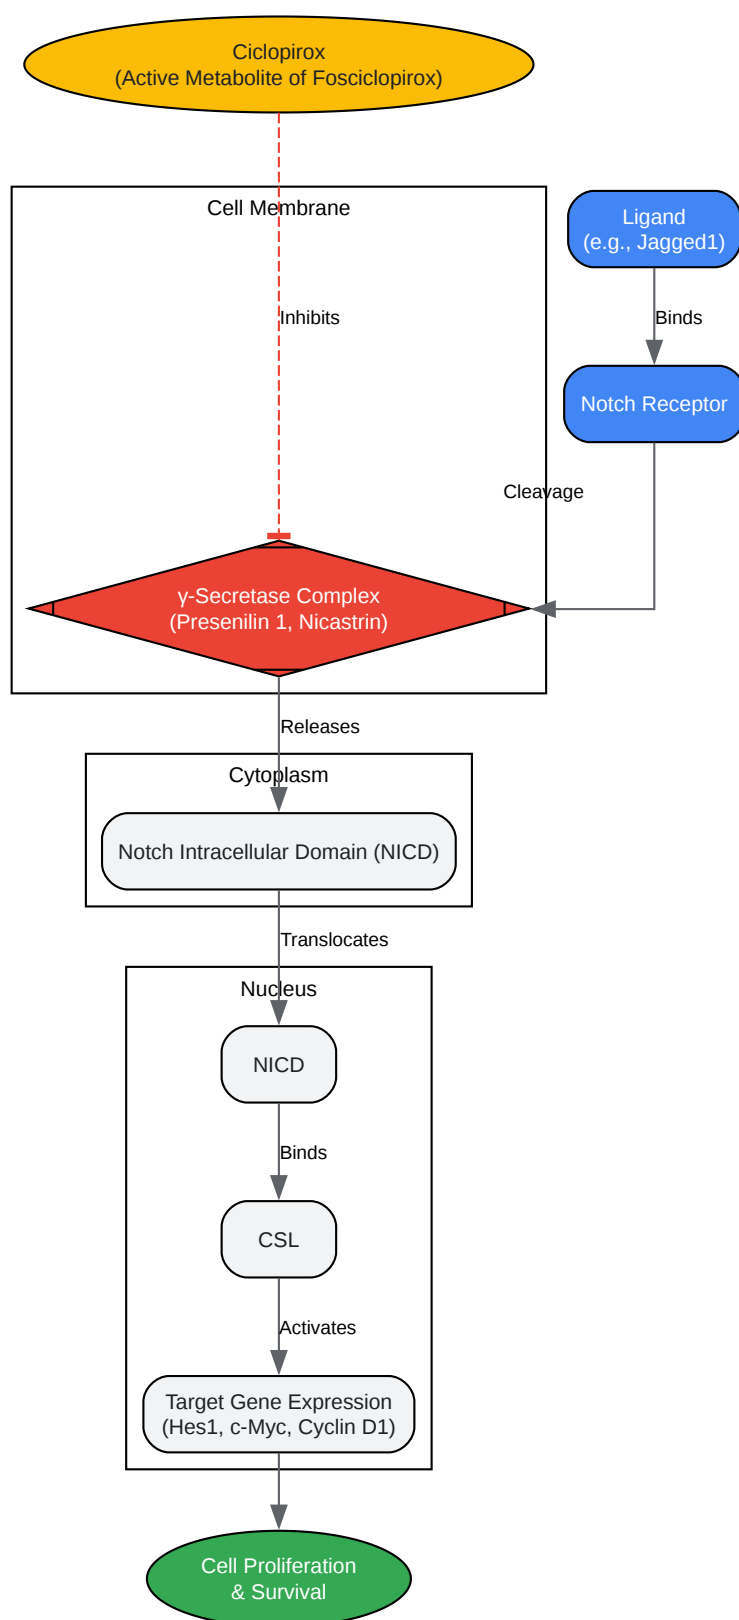 Ciclopirox
(Active Metabolite of Fosciclopirox)
Cell Membrane
Ligand
(e.g., Jagged1)
Inhibits
Binds
Notch Receptor
Cleavage
γ-Secretase Complex
(Presenilin 1, Nicastrin)
Releases
Cytoplasm
Notch Intracellular Domain (NICD)
Translocates
Nucleus
NICD
Binds
CSL
Activates
Target Gene Expression
(Hes1, c-Myc, Cyclin D1)
Cell Proliferation
& Survival